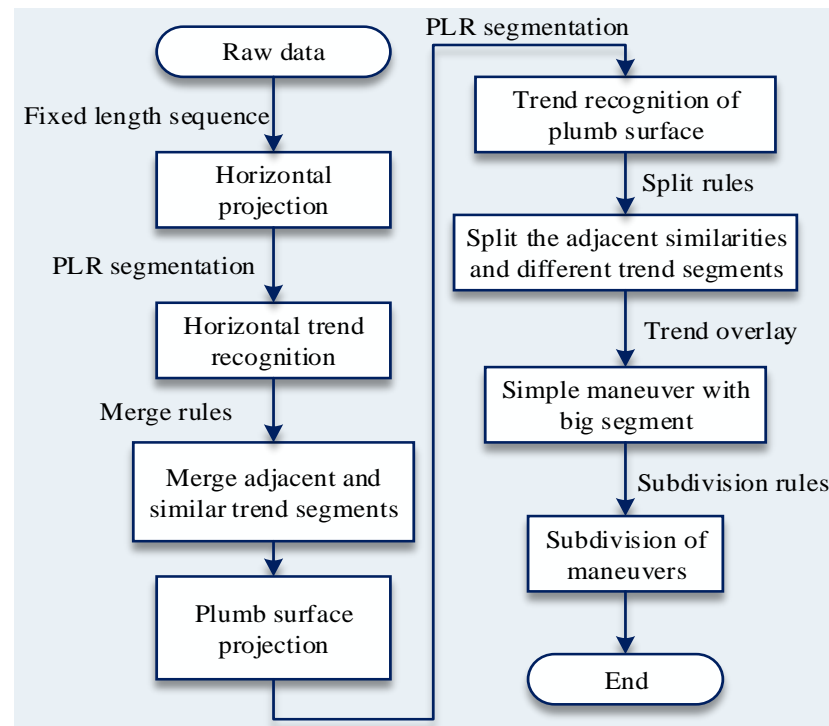 Raw data
Fixed length sequence
Horizontal
projection
PLR segmentation
Horizontal trend
recognition
Merge rules
Merge adjacent and
similar trend segments
Plumb surface
projection
PLR segmentation
Trend recognition of
plumb surface
Split rules
Split the adjacent similarities
and different trend segments
Trend overlay
Simple maneuver with
big segment
Subdivision rules
Subdivision of
maneuvers
End